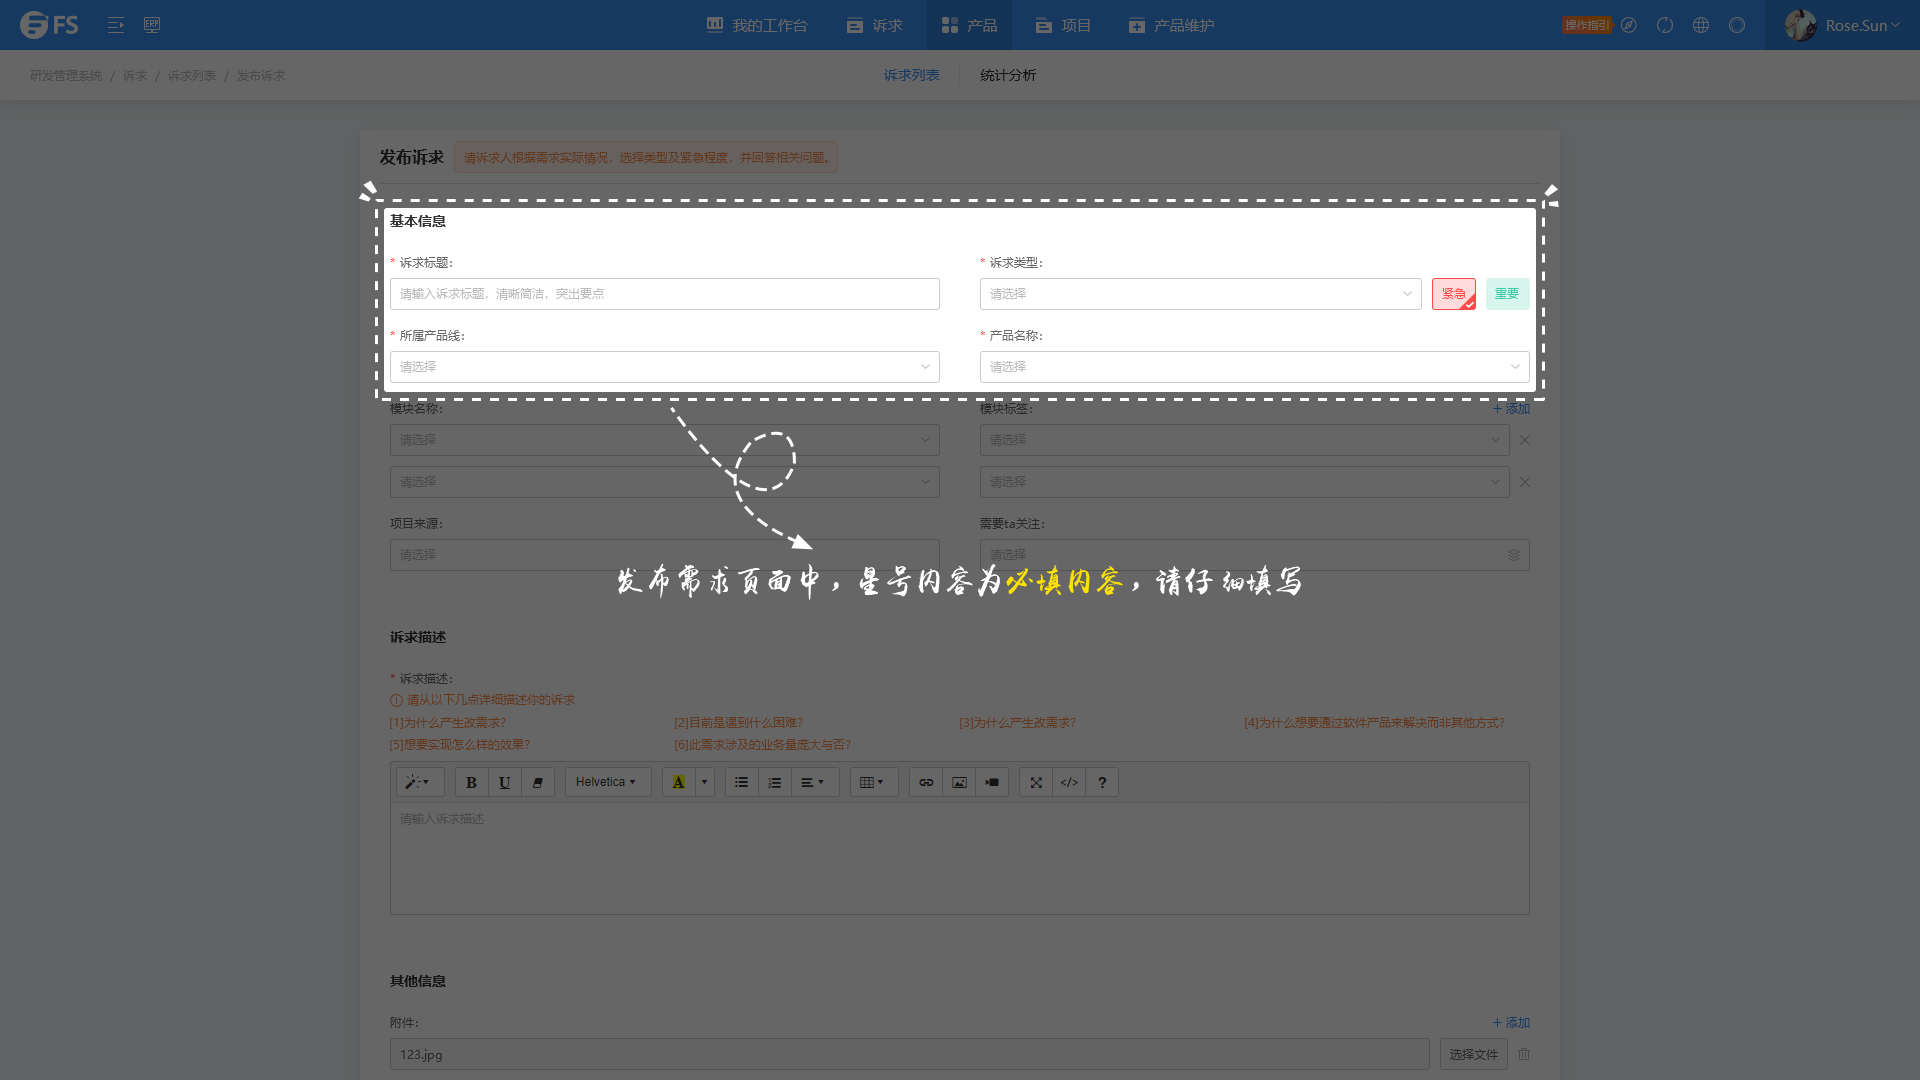 FS ERP 我的工作台 诉求 产品 项目 产品维护 操作指引 Rose.Sun
研发管理系统 / 诉求 / 诉求列表 / 发布诉求 诉求列表 统计分析
发布诉求 请诉求人根据需求实际情况，选择类型及紧急程度，并回答相关问题。
基本信息
* 诉求标题: * 诉求类型:
请输入诉求标题，清晰简洁，突出要点 请选择 紧急 重要
* 所属产品线: * 产品名称:
请选择 请选择
模块名称: 模块标签: + 添加
请选择 请选择
请选择 请选择
项目来源: 需要ta关注:
请选择 请选择
发布需求页面中，星号内容为必填内容，请仔细填写
诉求描述
* 诉求描述:
请从以下几点详细描述你的诉求
[1]为什么产生改需求? [2]目前是遇到什么困难? [3]为什么产生改需求? [4]为什么想要通过软件产品来解决而非其他方式?
[5]想要实现怎么样的效果? [6]此需求涉及的业务量庞大与否?
B U Helvetica A </> ?
请输入诉求描述
其他信息
附件: + 添加
123.jpg 选择文件